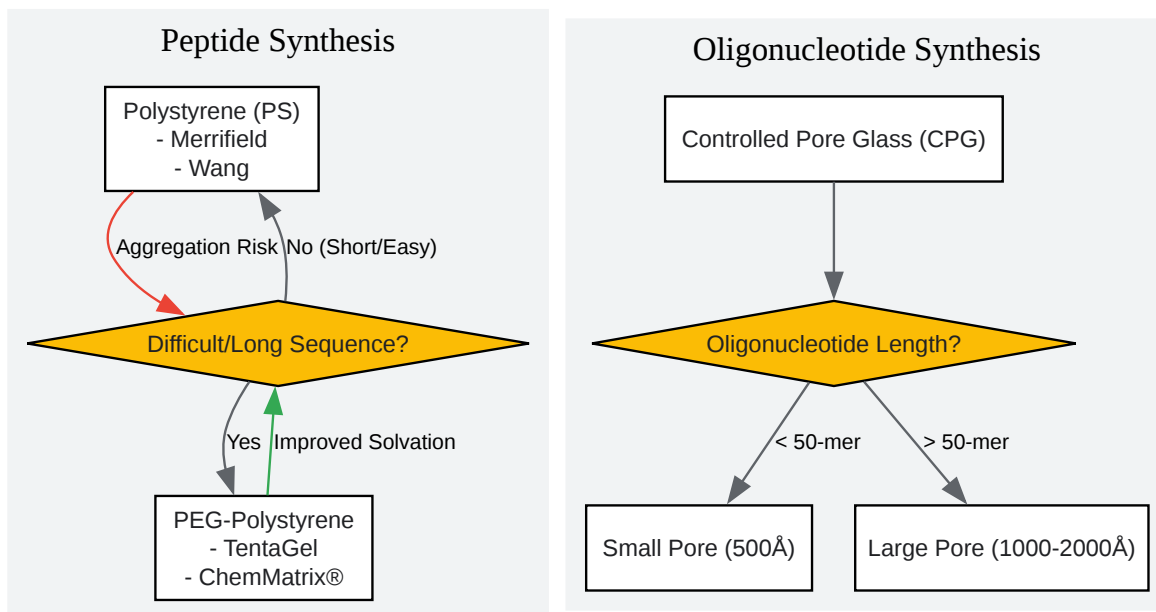 Peptide Synthesis
Polystyrene (PS)
- Merrifield
- Wang
Aggregation Risk
No (Short/Easy)
Difficult/Long Sequence?
Yes
Improved Solvation
PEG-Polystyrene
- TentaGel
- ChemMatrix®
Oligonucleotide Synthesis
Controlled Pore Glass (CPG)
Oligonucleotide Length?
< 50-mer
> 50-mer
Small Pore (500Å)
Large Pore (1000-2000Å)